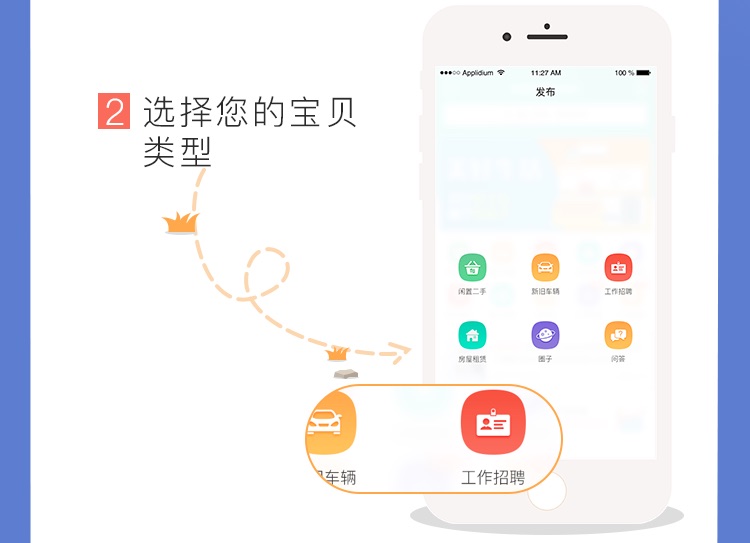 2 选择您的宝贝
类型
Applidium 11:27 AM 100 %
发布
闲置二手 新旧车辆 工作招聘
房屋租赁 圈子 问答
车辆 工作招聘